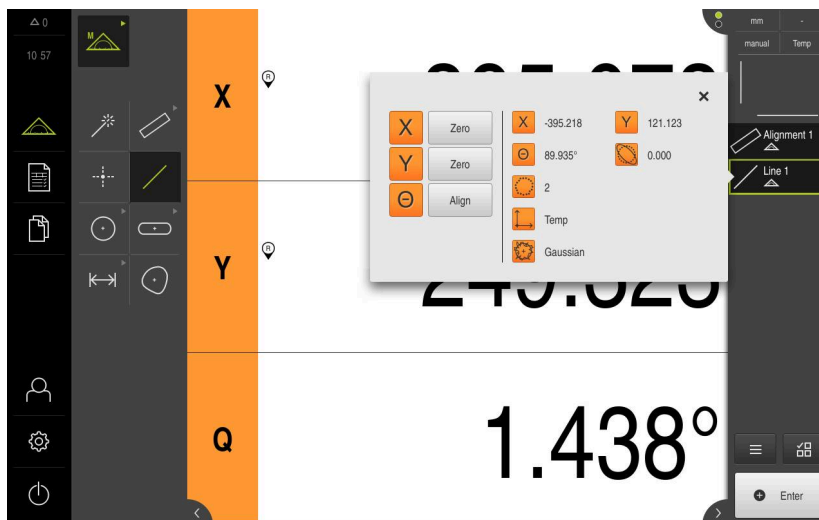 0
10 57
M
X
R
Y
R
Q
1.438°
X
Zero
Y
Zero
Θ
Align
X
-395.218
Y
121.123
Θ
89.935°
0.000
2
Temp
Gaussian
mm
-
manual
Temp
Alignment 1
Line 1
Enter